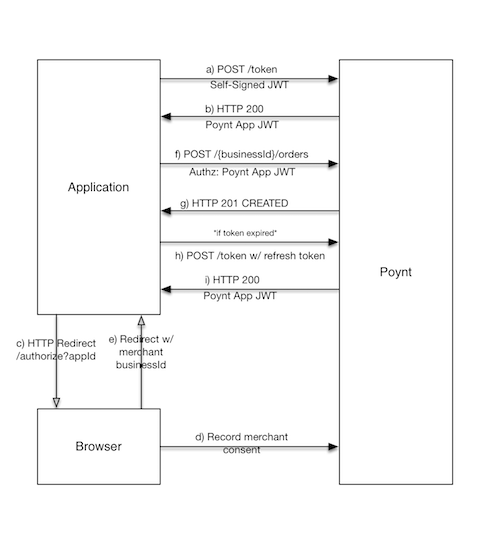 a) POST /token
Self-Signed JWT
b) HTTP 200
Poynt App JWT
f) POST /{businessId}/orders
Authz: Poynt App JWT
Application
g) HTTP 201 CREATED
*if token expired*
h) POST /token w/ refresh token
Poynt
i) HTTP 200
Poynt App JWT
c) HTTP Redirect
/authorize?appId
e) Redirect w/
merchant
businessId
Browser
d) Record merchant
consent